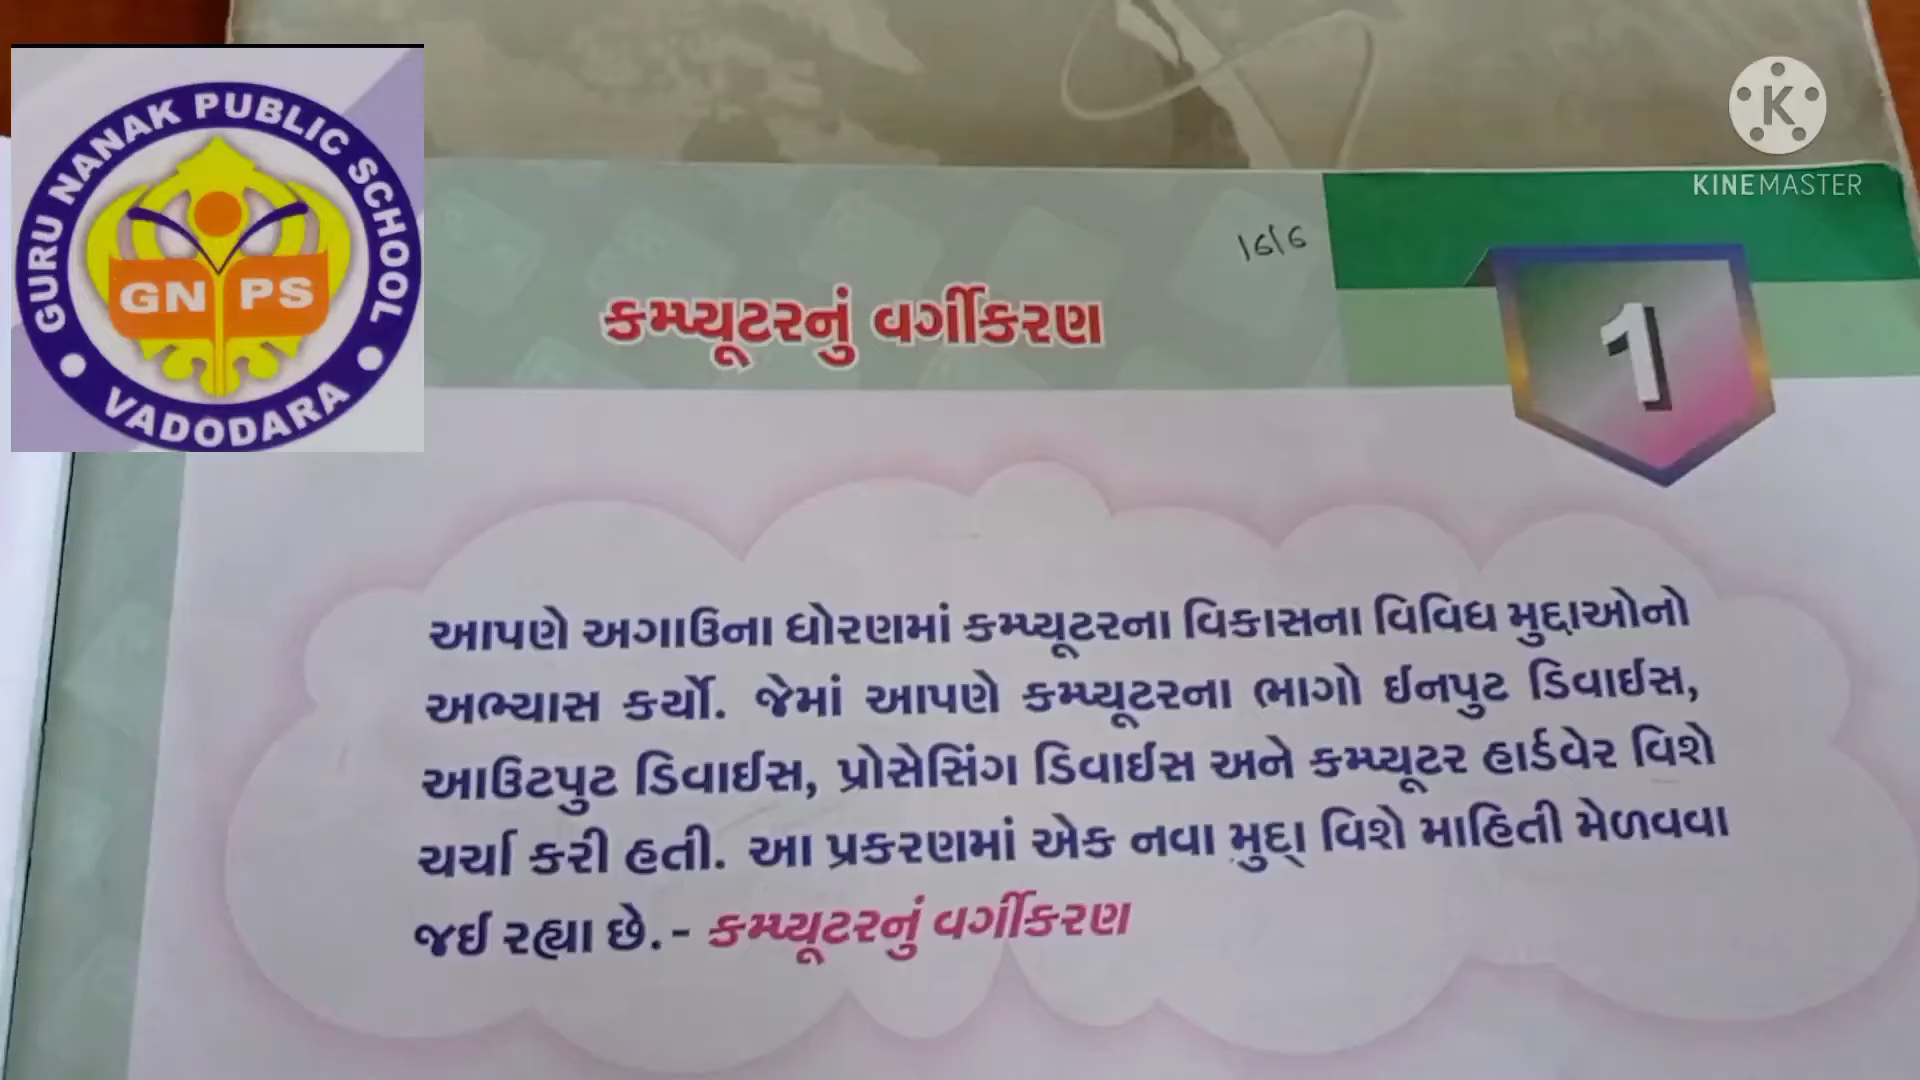 GURU NANAK PUBLIC SCHOOL
GN PS
VADODARA
KINEMASTER
16/6
કમ્પ્યૂટરનું વર્ગીકરણ
1
આપણે અગાઉના ધોરણમાં કમ્પ્યૂટરના વિકાસના વિવિધ મુદ્દાઓનો
અભ્યાસ કર્યો. જેમાં આપણે કમ્પ્યૂટરના ભાગો ઈનપુટ ડિવાઈસ,
આઉટપુટ ડિવાઈસ, પ્રોસેસિંગ ડિવાઈસ અને કમ્પ્યૂટર હાર્ડવેર વિશે
ચર્ચા કરી હતી. આ પ્રકરણમાં એક નવા મુદ્દા વિશે માહિતી મેળવવા
જઈ રહ્યા છે.- કમ્પ્યૂટરનું વર્ગીકરણ